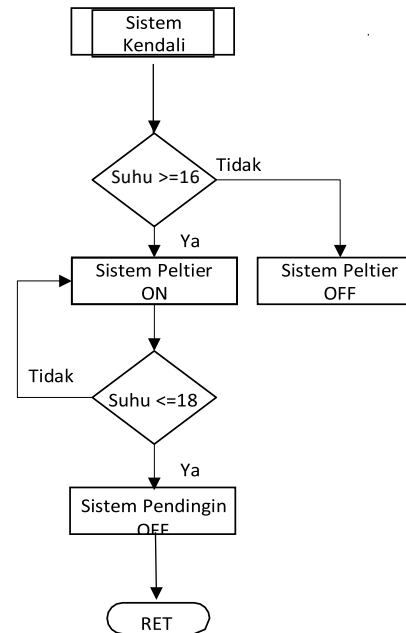 Sistem
Kendali
Tidak
Suhu >=16
Ya
Sistem Peltier
ON
Sistem Peltier
OFF
Tidak
Suhu <=18
Ya
Sistem Pendingin
OFF
RET